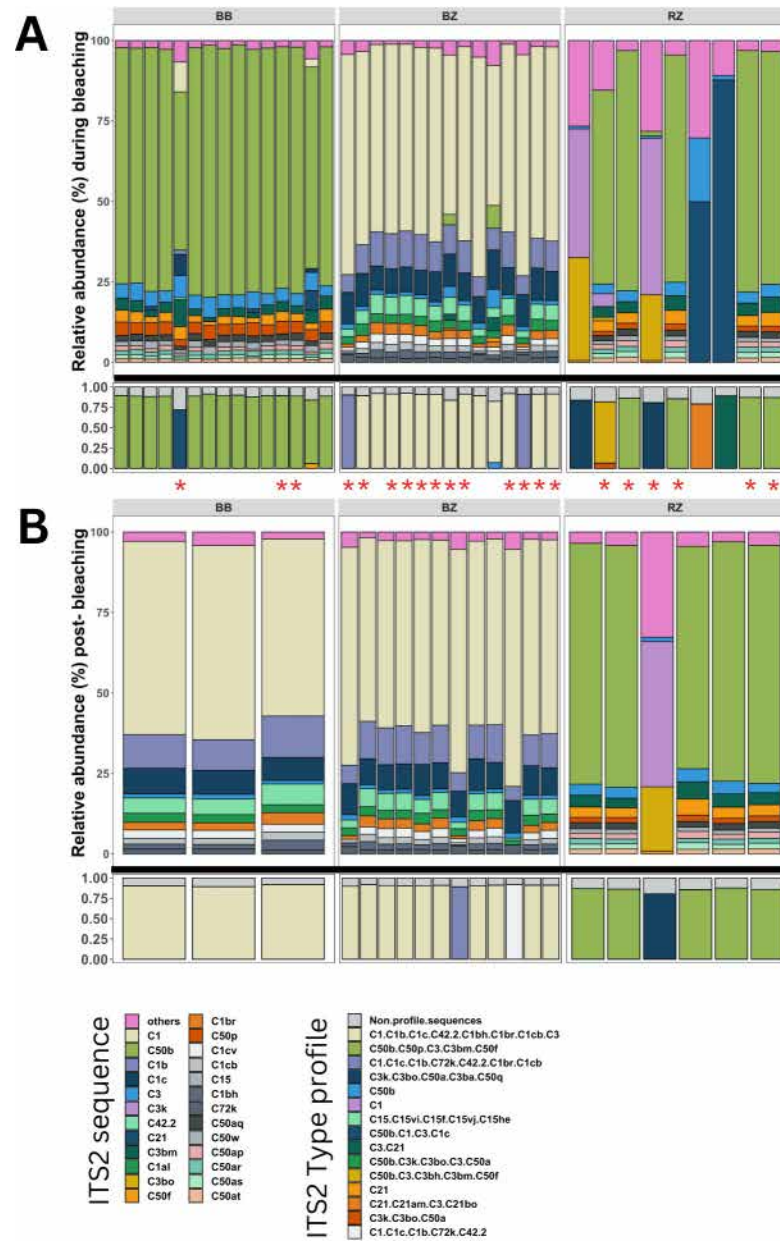 A
BB BZ RZ
Relative abundance (%) during bleaching
100
75
50
25
0
1.00
0.75
0.50
0.25
0.00
* * * * * * * * * * * * * * * * * * * *
B
BB BZ RZ
Relative abundance (%) post- bleaching
100
75
50
25
0
1.00
0.75
0.50
0.25
0.00
ITS2 sequence
others
C1
C50b
C1b
C1c
C3
C3k
C42.2
C21
C3bm
C1al
C3bo
C50f
C1br
C50p
C1cv
C1cb
C15
C1bh
C72k
C50aq
C50w
C50ap
C50ar
C50as
C50at
ITS2 Type profile
Non.profile.sequences
C1.C1b.C1c.C42.2.C1bh.C1br.C1cb.C3
C50b.C50p.C3.C3bm.C50f
C1.C1c.C1b.C72k.C42.2.C1br.C1cb
C3k.C3bo.C50a.C3ba.C50q
C50b
C1
C15.C15vi.C15f.C15vj.C15he
C50b.C1.C3.C1c
C3.C21
C50b.C3k.C3bo.C3.C50a
C50b.C3.C3bh.C3bm.C50f
C21
C21.C21am.C3.C21bo
C3k.C3bo.C50a
C1.C1c.C1b.C72k.C42.2